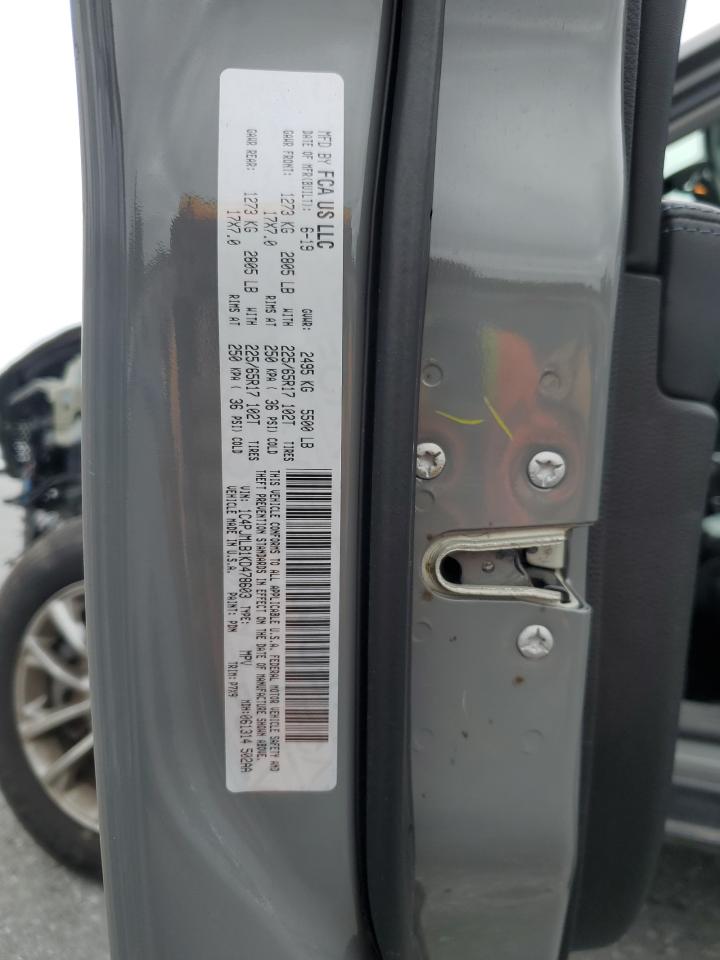 MFD BY FCA US LLC
DATE OF MFR(BUILT): 6-19 GVWR: 2495 KG 5500 LB
GAWR FRONT: 1273 KG 2805 LB WITH 225/65R17 102T TIRES
17X7.0 RIMS AT 250 KPA ( 36 PSI) COLD
GAWR REAR: 1273 KG 2805 LB WITH 225/65R17 102T TIRES
17X7.0 RIMS AT 250 KPA ( 36 PSI) COLD
THIS VEHICLE CONFORMS TO ALL APPLICABLE U.S.A. FEDERAL MOTOR VEHICLE SAFETY AND
THEFT PREVENTION STANDARDS IN EFFECT ON THE DATE OF MANUFACTURE SHOWN ABOVE.
VIN: 1C4PJMLB1KD478603 TYPE: MPV MDH:061314 502AA
VEHICLE MADE IN U.S.A. PAINT: PDN TRIM:P7X9